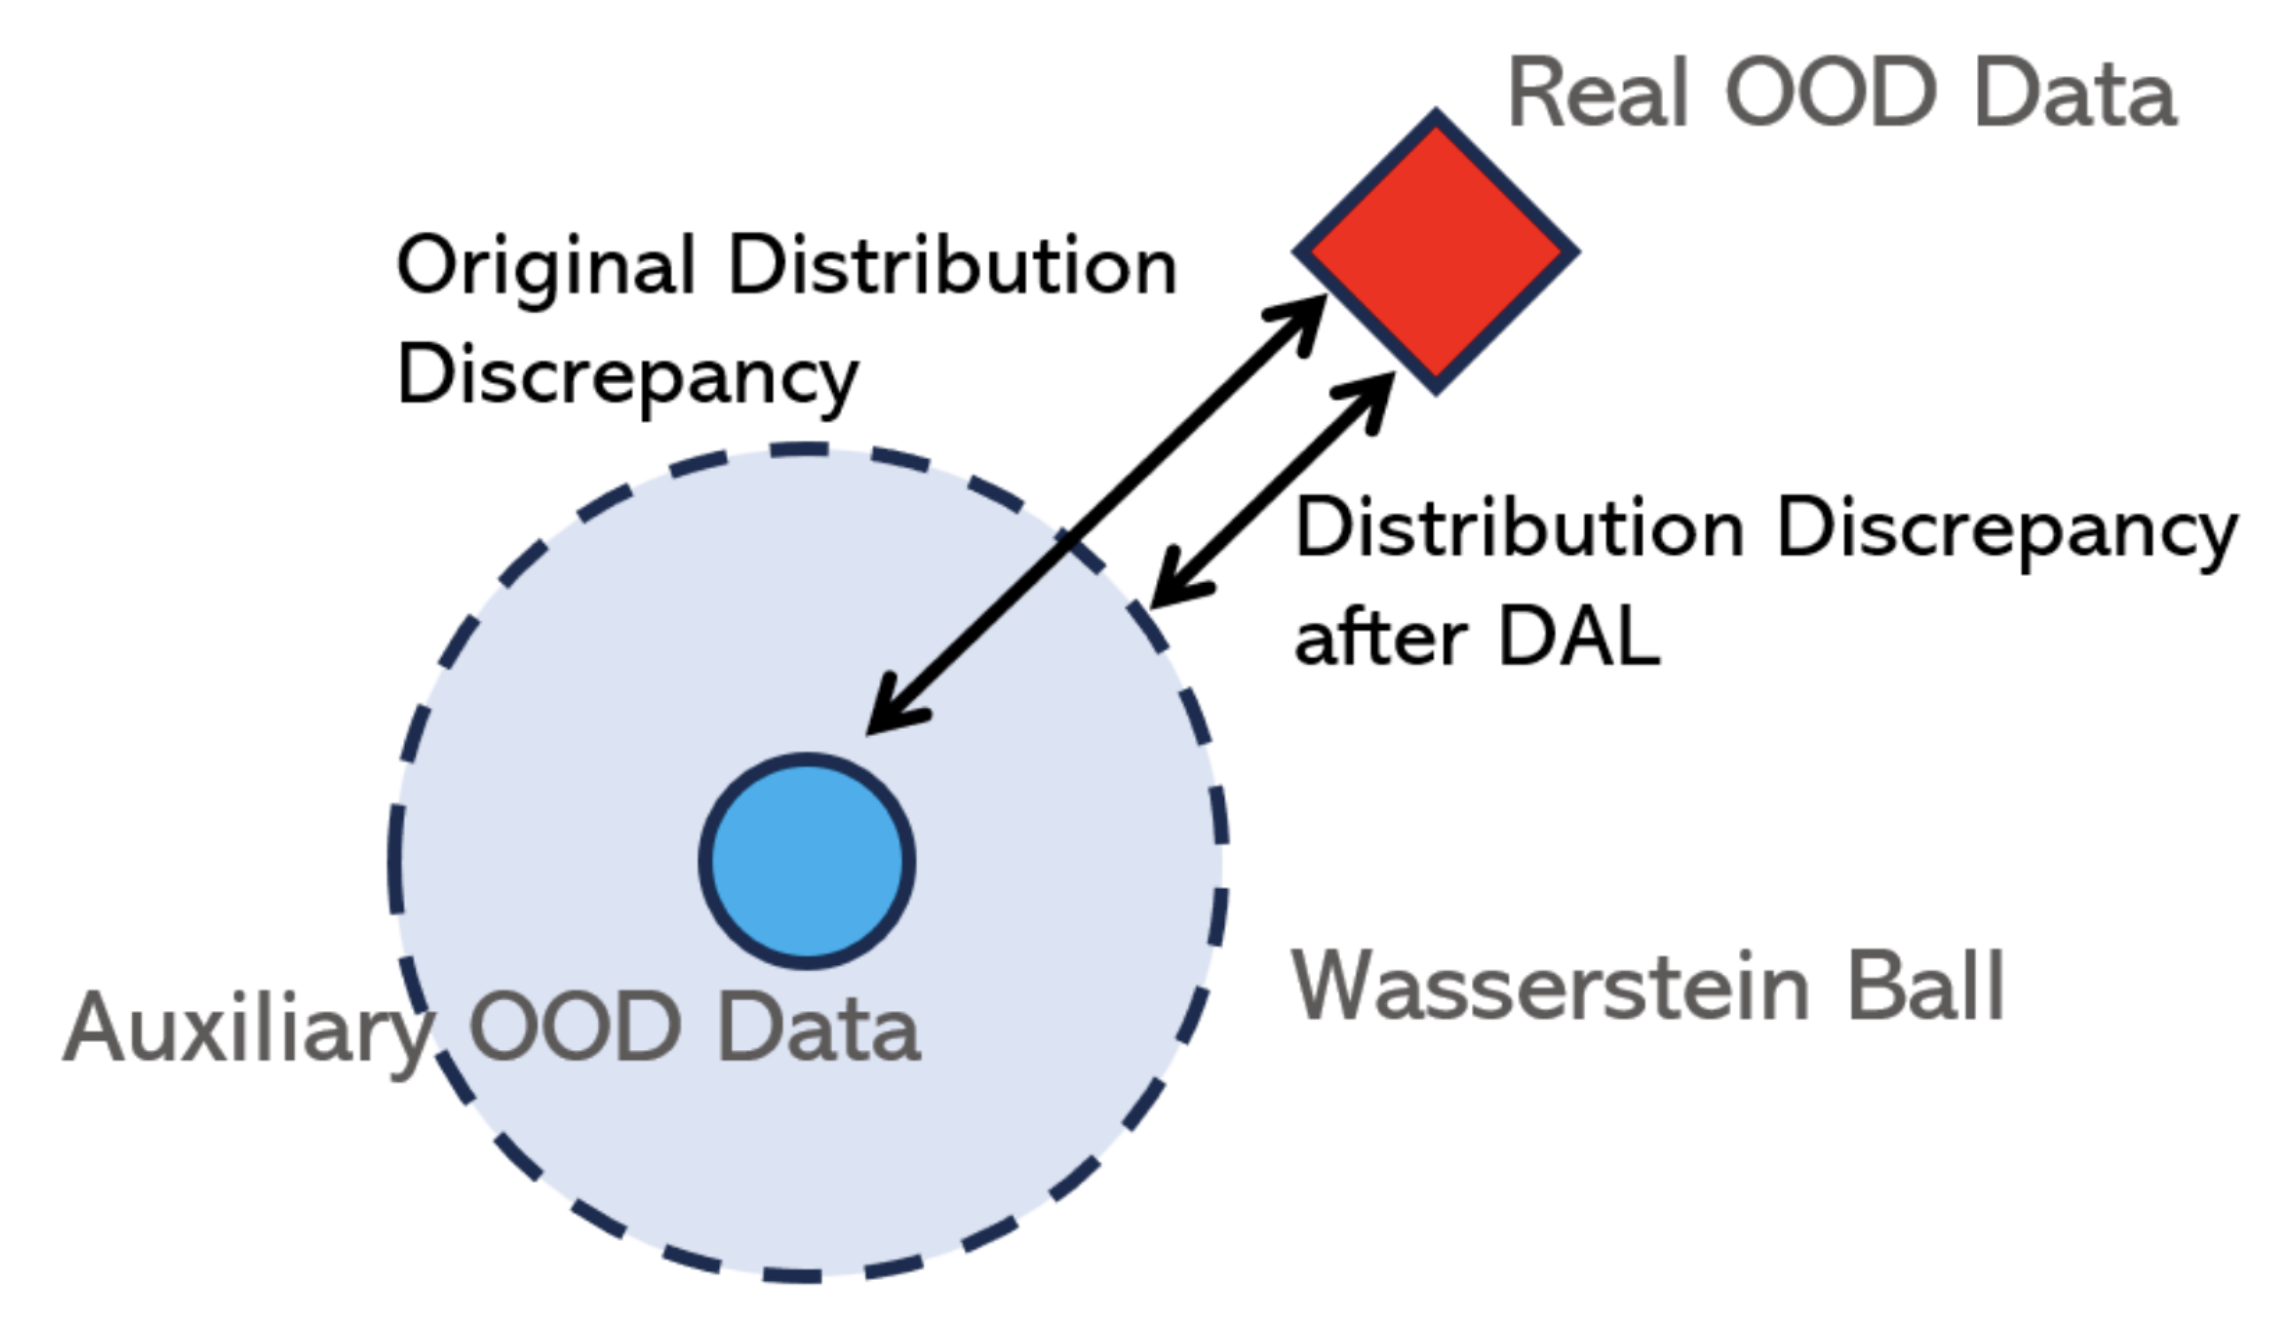 Real OOD Data
Original Distribution
Discrepancy
Distribution Discrepancy
after DAL
Wasserstein Ball
Auxiliary OOD Data